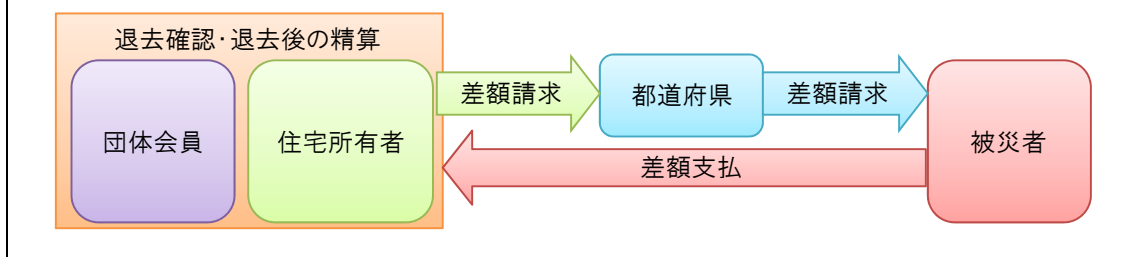 退去確認・退去後の精算
団体会員
住宅所有者
差額請求
都道府県
差額請求
被災者
差額支払